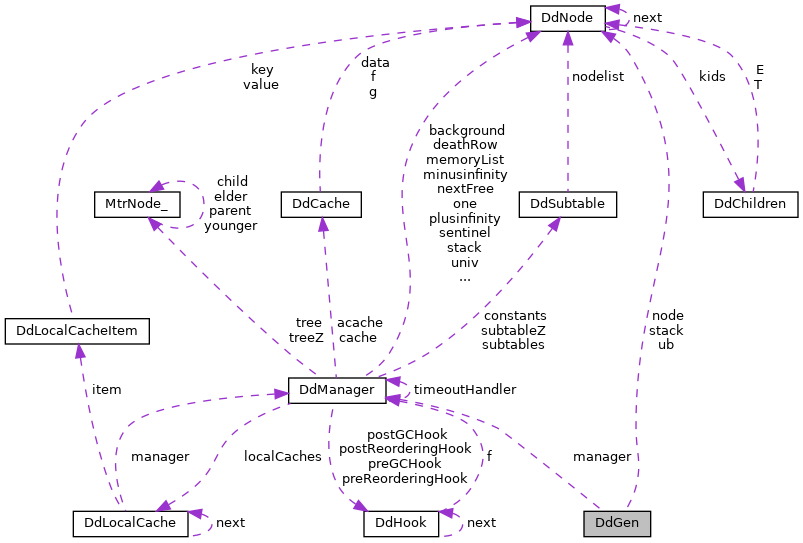 DdNode
next
key
value
data
f
g
nodelist
kids
E
T
background
deathRow
memoryList
minusinfinity
nextFree
one
plusinfinity
sentinel
stack
univ
...
MtrNode_
child
elder
parent
younger
DdCache
DdSubtable
DdChildren
DdLocalCacheItem
tree
treeZ
acache
cache
constants
subtableZ
subtables
node
stack
ub
item
DdManager
timeoutHandler
manager
localCaches
postGCHook
postReorderingHook
preGCHook
preReorderingHook
f
manager
DdLocalCache
next
DdHook
next
DdGen